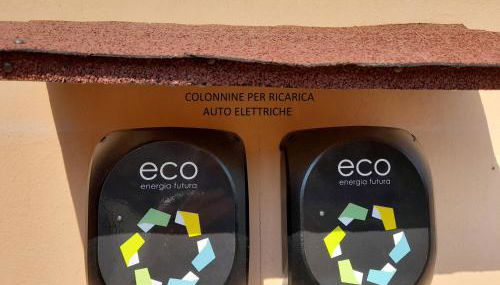 COLONNINE PER RICARICA
AUTO ELETTRICHE
eco
energia futura
eco
energia futura